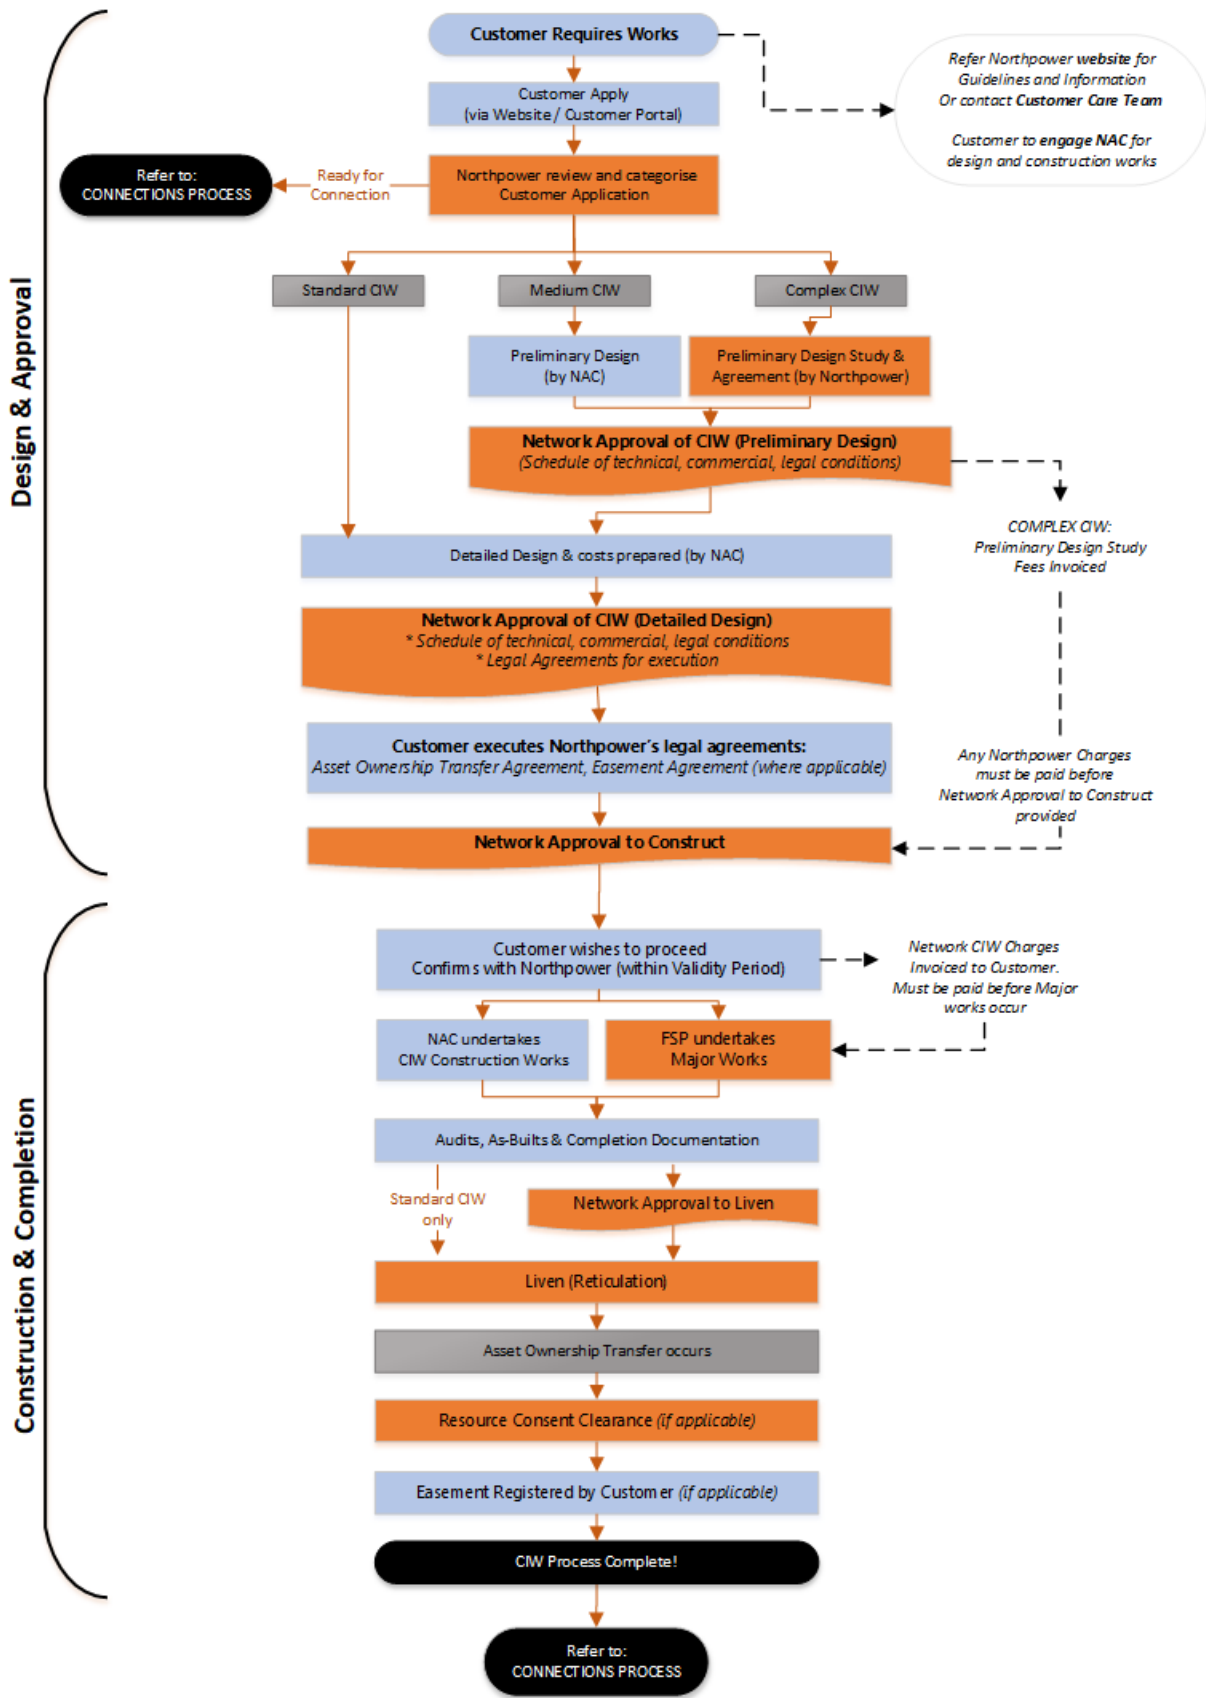 Customer Requires Works
Refer Northpower website for
Guidelines and Information
Or contact Customer Care Team
Customer to engage NAC for
design and construction works
Customer Apply
(via Website / Customer Portal)
Refer to:
CONNECTIONS PROCESS
Ready for
Connection
Northpower review and categorise
Customer Application
Design & Approval
Standard CIW
Medium CIW
Complex CIW
Preliminary Design
(by NAC)
Preliminary Design Study &
Agreement (by Northpower)
Network Approval of CIW (Preliminary Design)
(Schedule of technical, commercial, legal conditions)
COMPLEX CIW:
Preliminary Design Study
Fees Invoiced
Detailed Design & costs prepared (by NAC)
Network Approval of CIW (Detailed Design)
* Schedule of technical, commercial, legal conditions
* Legal Agreements for execution
Customer executes Northpower's legal agreements:
Asset Ownership Transfer Agreement, Easement Agreement (where applicable)
Any Northpower Charges
must be paid before
Network Approval to Construct
provided
Network Approval to Construct
Construction & Completion
Customer wishes to proceed
Confirms with Northpower (within Validity Period)
Network CIW Charges
Invoiced to Customer.
Must be paid before Major
works occur
NAC undertakes
CIW Construction Works
FSP undertakes
Major Works
Audits, As-Builts & Completion Documentation
Standard CIW
only
Network Approval to Liven
Liven (Reticulation)
Asset Ownership Transfer occurs
Resource Consent Clearance (if applicable)
Easement Registered by Customer (if applicable)
CIW Process Complete!
Refer to:
CONNECTIONS PROCESS